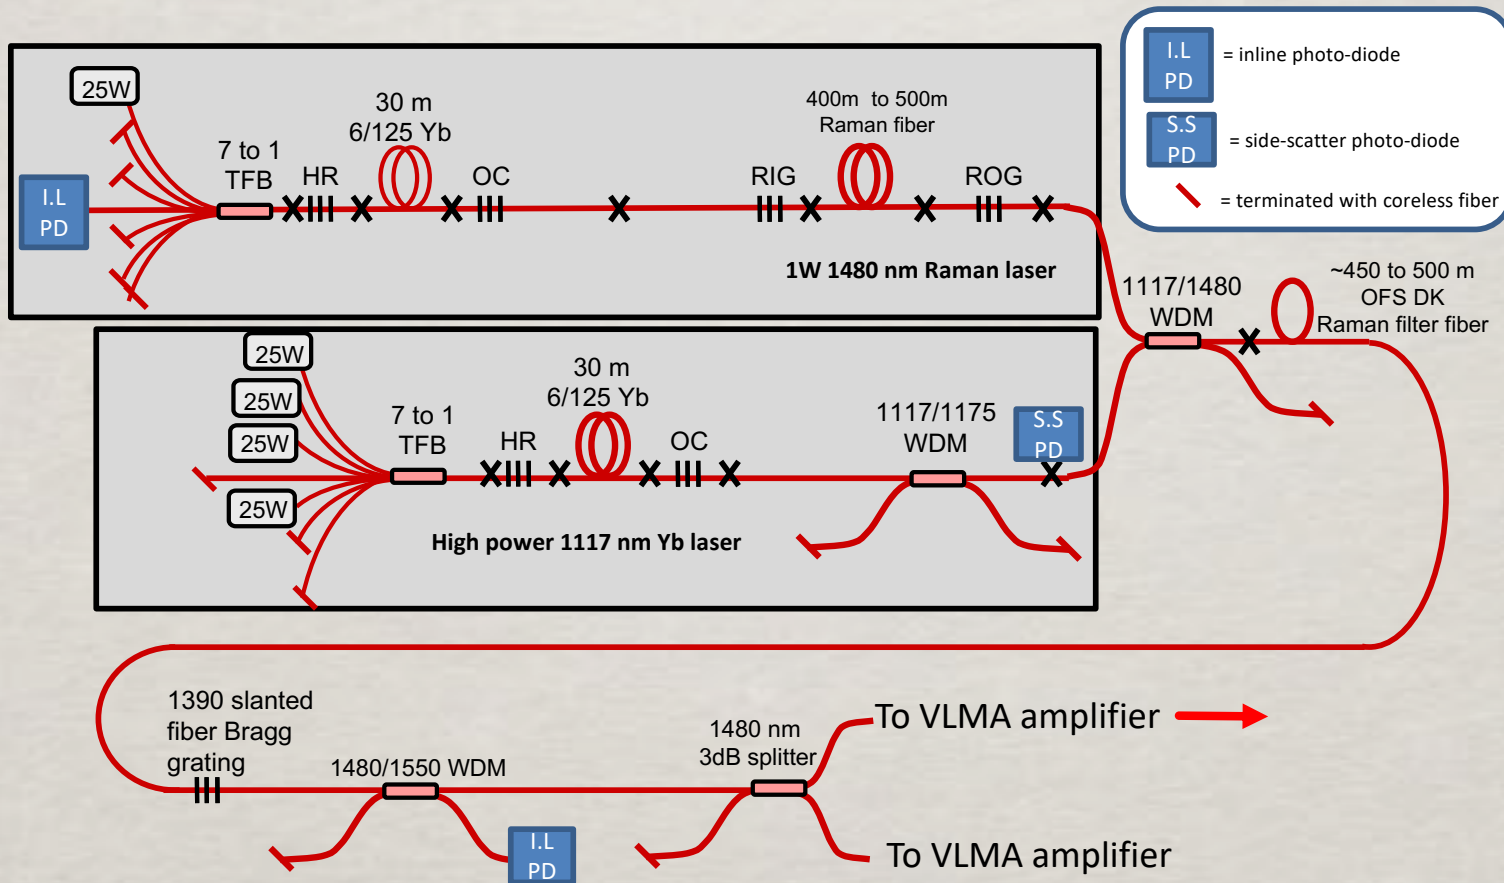 I.L
PD
= inline photo-diode
S.S
PD
= side-scatter photo-diode
= terminated with coreless fiber
25W
30 m
6/125 Yb
400m  to 500m
Raman fiber
7 to 1
TFB
HR
OC
RIG
ROG
I.L
PD
1W 1480 nm Raman laser
1117/1480
WDM
~450 to 500 m
OFS DK
Raman filter fiber
25W
25W
25W
25W
30 m
6/125 Yb
7 to 1
TFB
HR
OC
1117/1175
WDM
S.S
PD
High power 1117 nm Yb laser
1390 slanted
fiber Bragg
grating
1480/1550 WDM
I.L
PD
1480 nm
3dB splitter
To VLMA amplifier
To VLMA amplifier